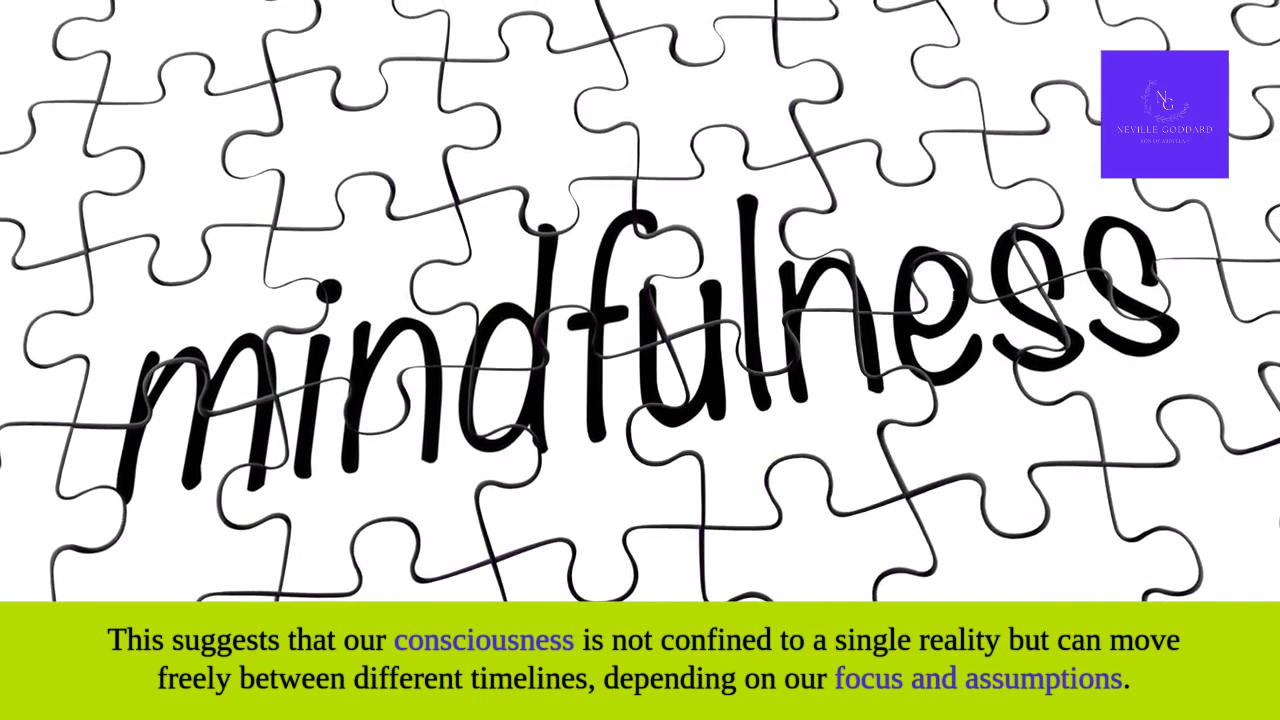 NG
NEVILLE GODDARD
mindfulness
This suggests that our consciousness is not confined to a single reality but can move
freely between different timelines, depending on our focus and assumptions.